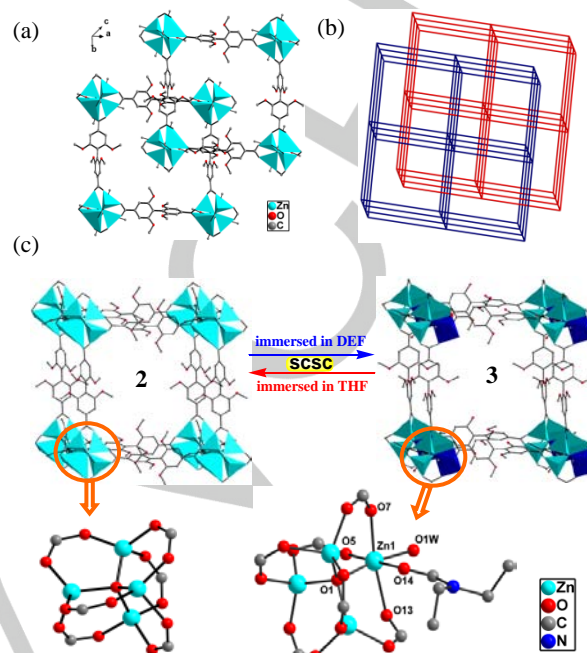 (a)
c
a
b
(b)
Zn
O
C
(c)
2
immersed in DEF
SCSC
immersed in THF
3
O7
O5
Zn1
O1W
O1
O14
O13
Zn
O
C
N